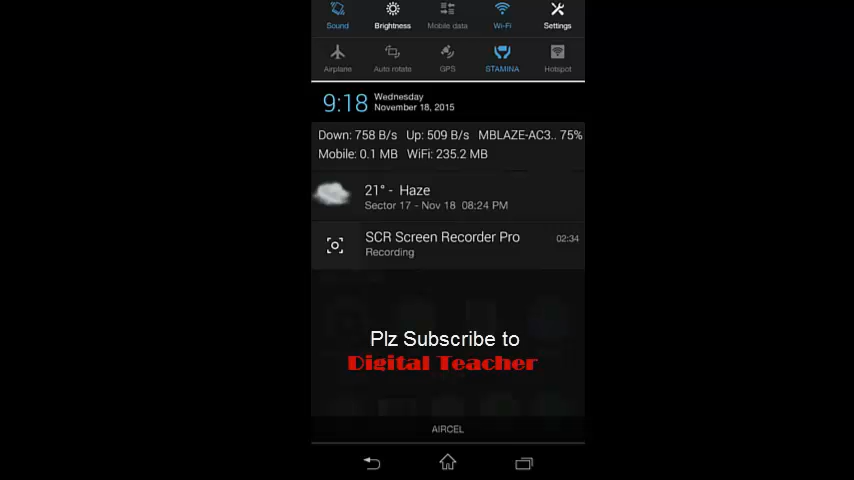 Sound Brightness Mobile data Wi-Fi Settings
Airplane Auto rotate GPS STAMINA Hotspot
9:18 Wednesday
November 18, 2015
Down: 758 B/s Up: 509 B/s MBLAZE-AC3.. 75%
Mobile: 0.1 MB WiFi: 235.2 MB
21° - Haze
Sector 17 - Nov 18 08:24 PM
SCR Screen Recorder Pro 02:34
Recording
Plz Subscribe to
Digital Teacher
AIRCEL